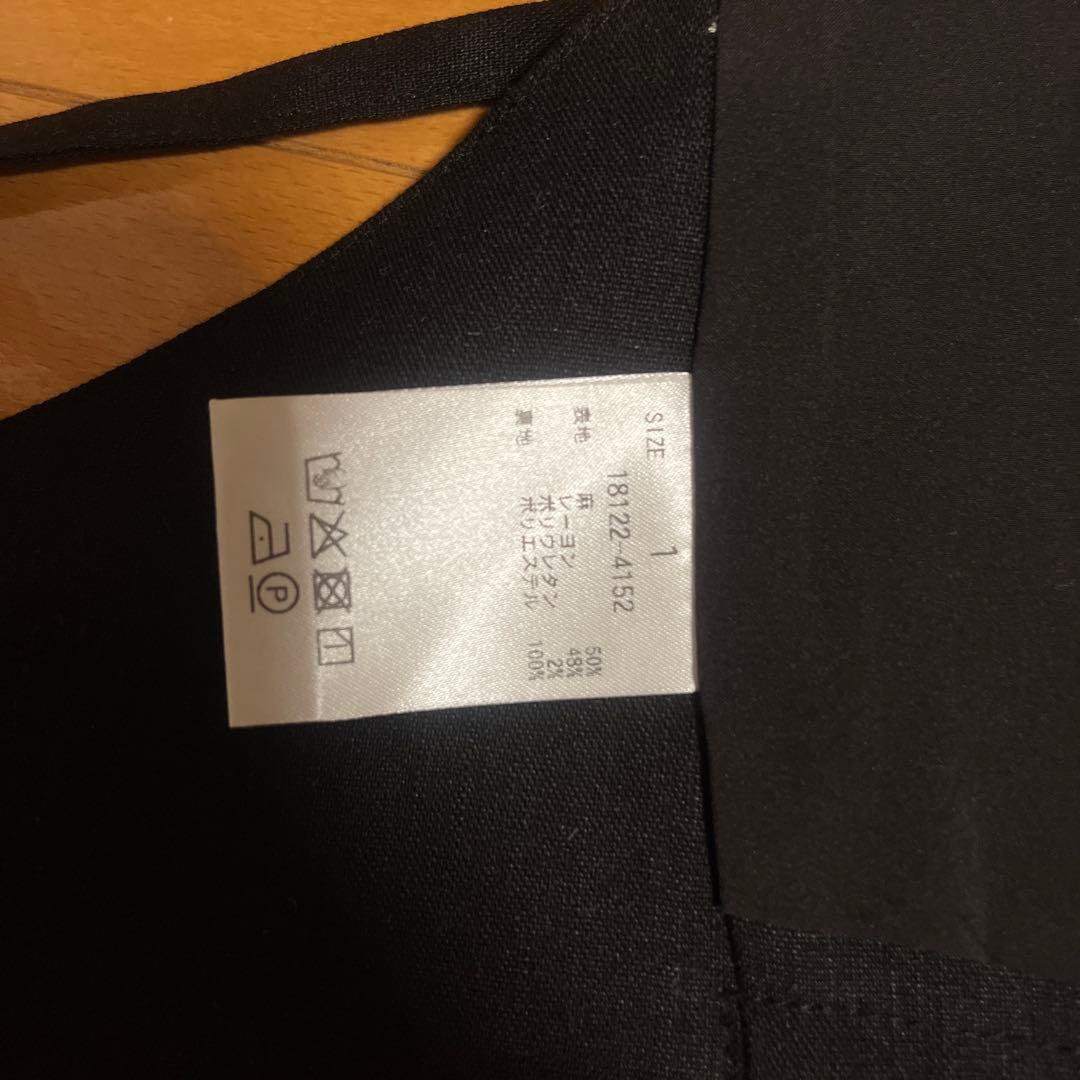 SIZE 1
18122-4152
表地 麻 50%
レーヨン 48%
ポリウレタン 2%
裏地 ポリエステル 100%
P